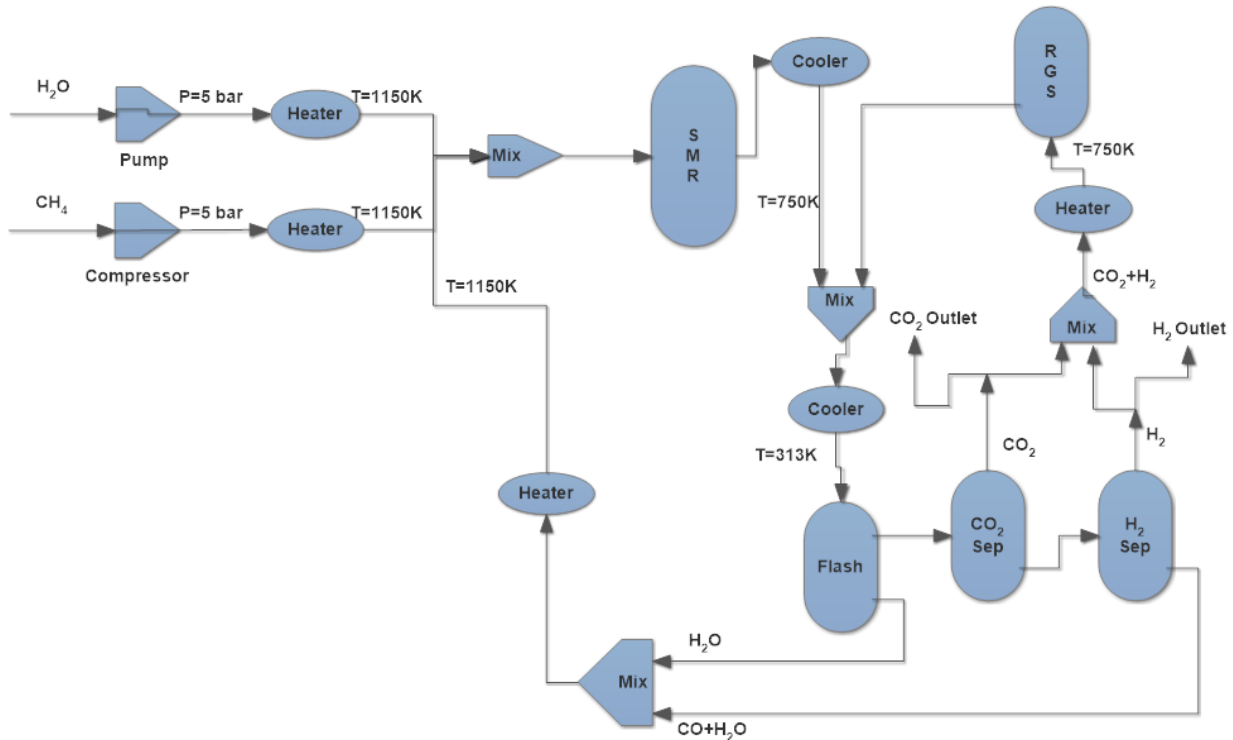 H₂O
P=5 bar
Heater
T=1150K
Pump
Mix
CH₄
P=5 bar
Heater
T=1150K
Compressor
T=1150K
S
M
R
Cooler
T=750K
R
G
S
T=750K
Heater
CO₂+H₂
Mix
Mix
CO₂ Outlet
H₂ Outlet
Cooler
T=313K
CO₂
H₂
Heater
Flash
CO₂
Sep
H₂
Sep
H₂O
Mix
CO+H₂O